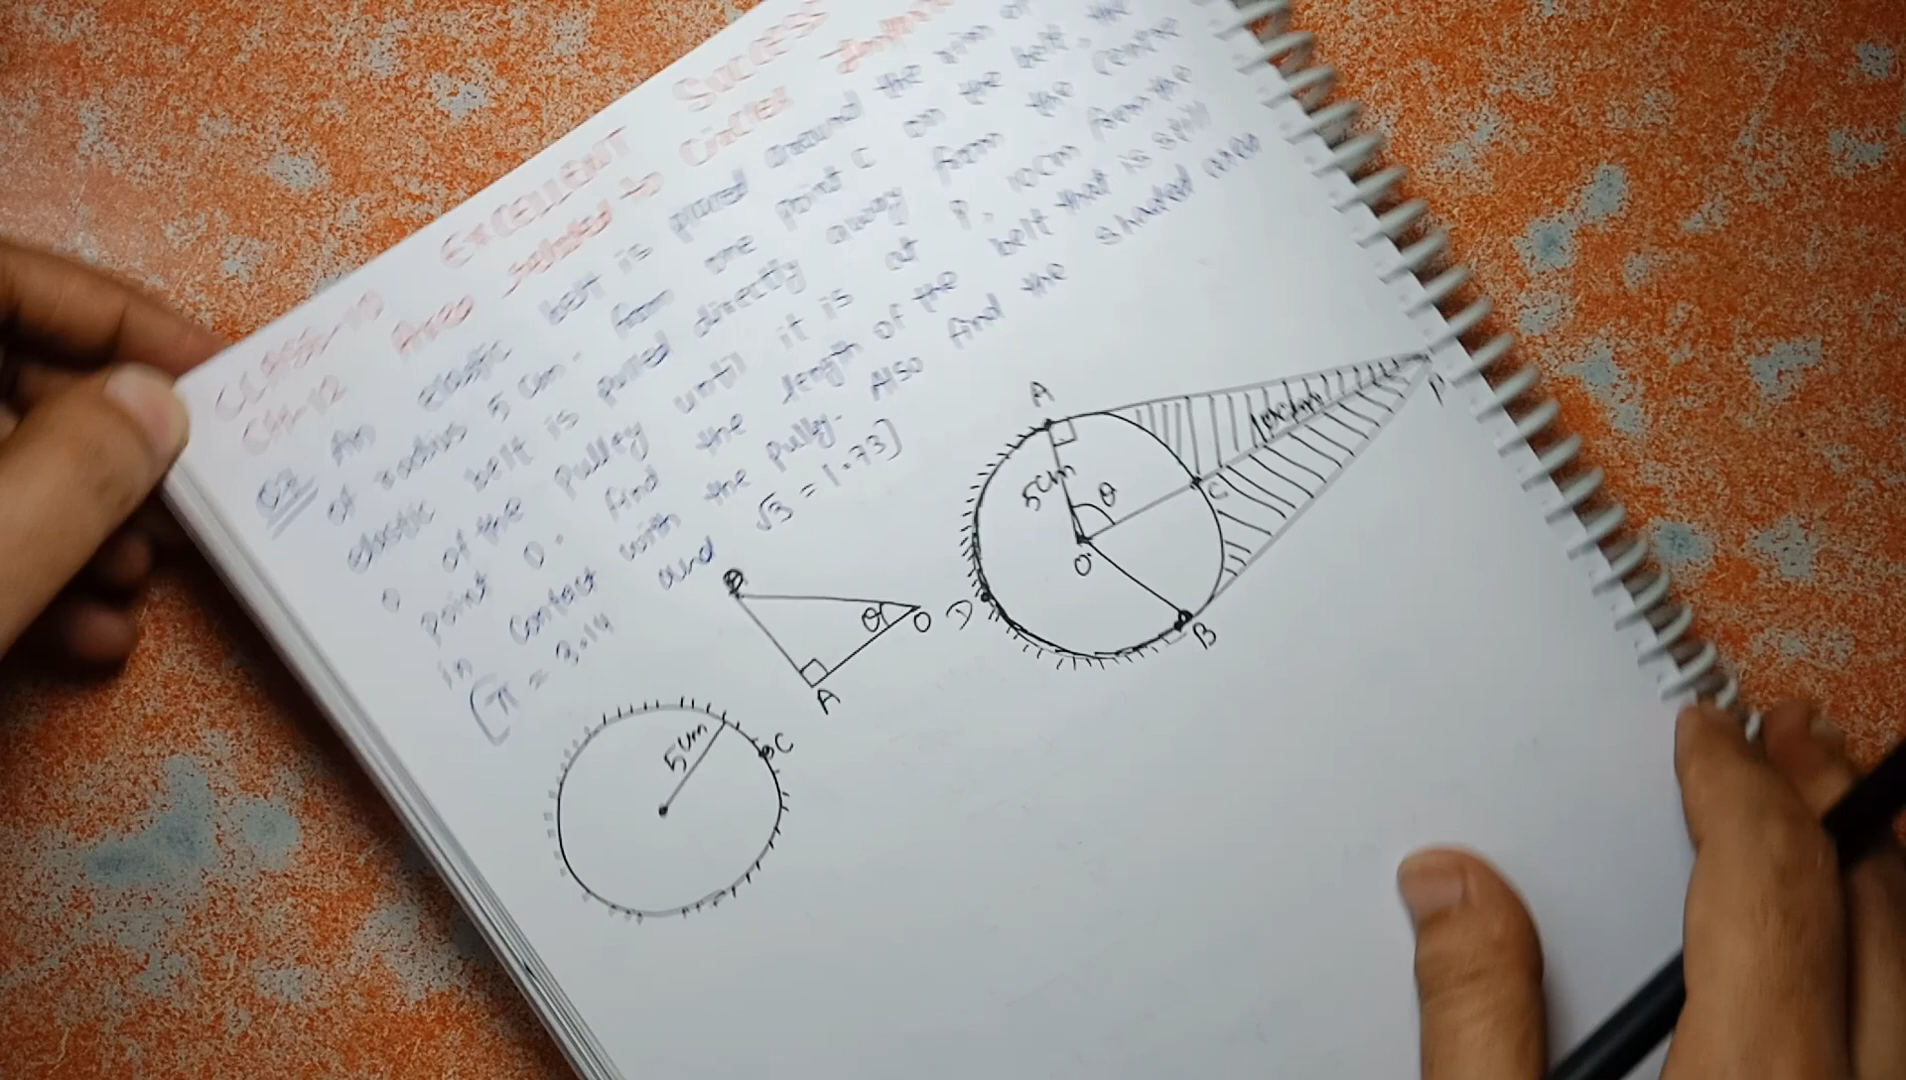 EXCELLENT SUCCESS
CLASS-10
CH-12 Area related to Circles
Q3 An elastic belt is placed around the rim of
of radius 5 cm. from one point C on the belt, the
elastic belt is pulled directly away from the centre
O of the pulley until it is at P, 10cm from the
point O. find the length of the belt that is still
in contact with the pulley. Also find the shaded area
[π = 3.14 and √3 = 1.73]
A
5cm
θ
O
C
10cm
P
D
B
θ
O
A
5cm
C